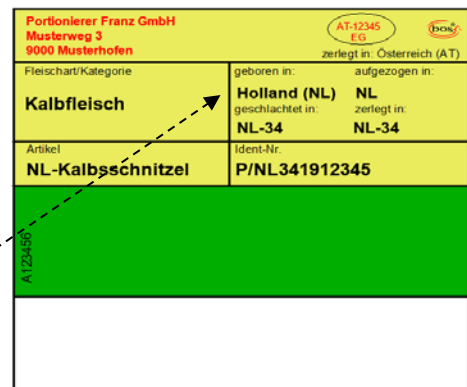 Portionierer Franz GmbH
Musterweg 3
9000 Musterhofen
AT-12345
EG
bos
zerlegt in: Österreich (AT)
Fleischart/Kategorie
Kalbfleisch
geboren in: aufgezogen in:
Holland (NL) NL
geschlachtet in: zerlegt in:
NL-34 NL-34
Artikel
NL-Kalbsschnitzel
Ident-Nr.
P/NL341912345
A123456